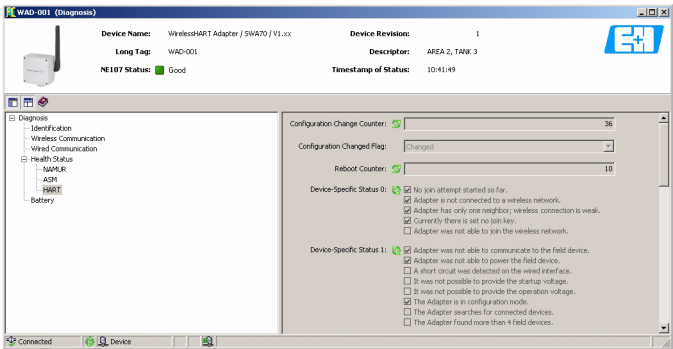 WAD-001 (Diagnosis)
Device Name: WirelessHART Adapter / SWA70 / V1.xx Device Revision: 1
Long Tag: WAD-001 Descriptor: AREA 2, TANK 3
NE107 Status: Good Timestamp of Status: 10:41:49
Diagnosis
Identification
Wireless Communication
Wired Communication
Health Status
NAMUR
ASM
HART
Battery
Configuration Change Counter: 36
Configuration Changed Flag: Changed
Reboot Counter: 10
Device-Specific Status 0: No join attempt started so far.
Adapter is not connected to a wireless network.
Adapter has only one neighbor; wireless connection is weak.
Currently there is set no join key.
Adapter was not able to join the wireless network.
Device-Specific Status 1: Adapter was not able to communicate to the field device.
Adapter was not able to power the field device.
A short circuit was detected on the wired interface.
It was not possible to provide the startup voltage.
It was not possible to provide the operation voltage.
The Adapter is in configuration mode.
The Adapter searches for connected devices.
The Adapter found more than 4 field devices.
Connected Device